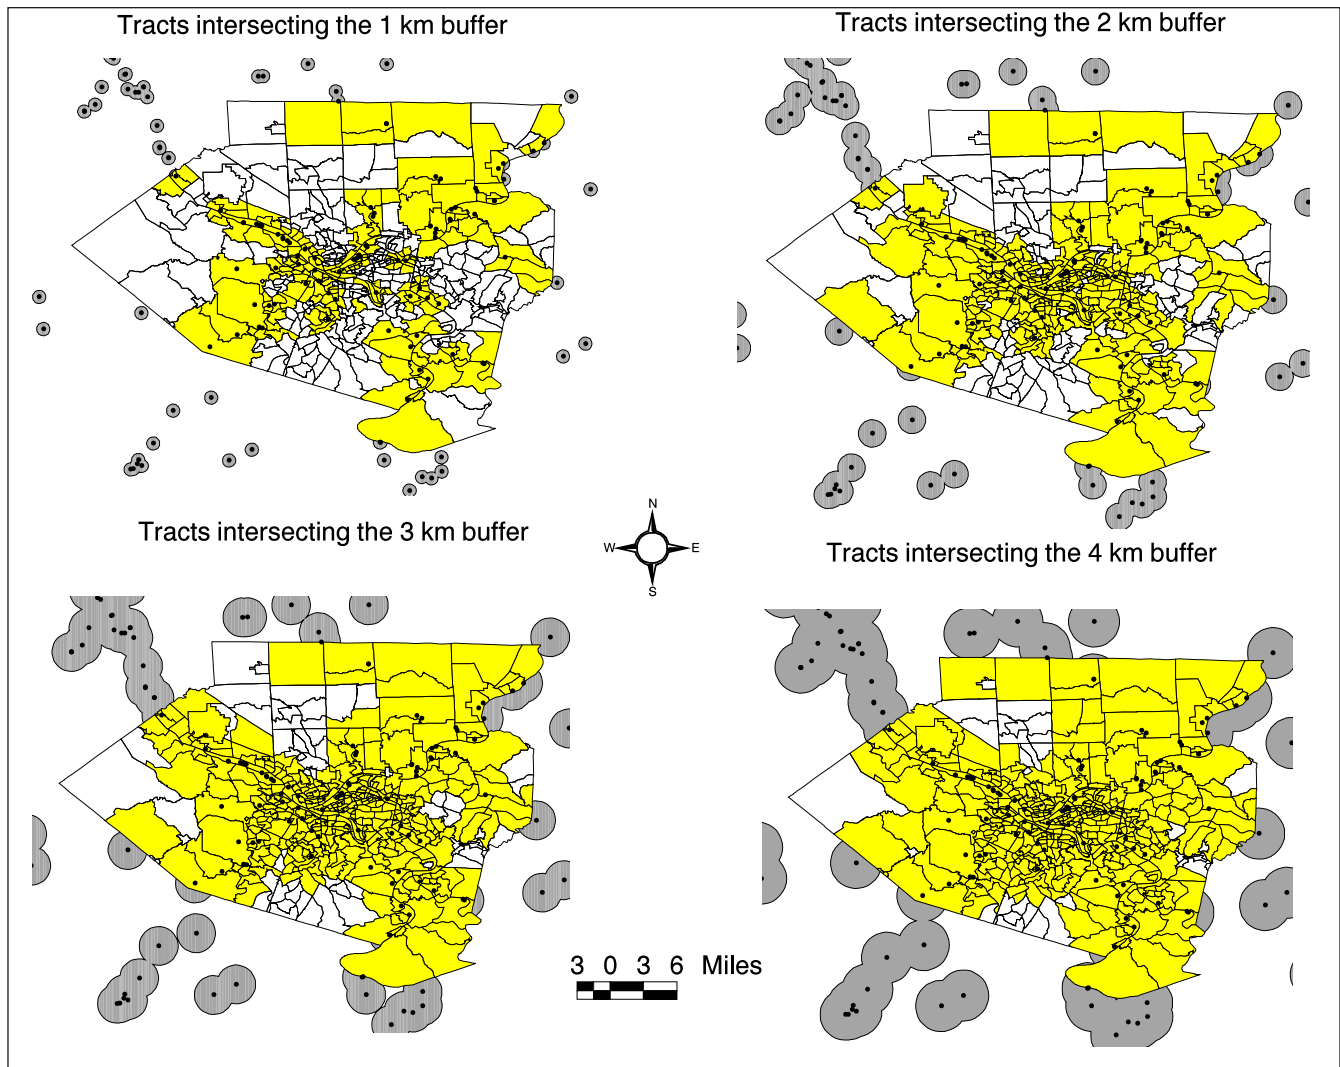 Tracts intersecting the 1 km buffer
Tracts intersecting the 2 km buffer
Tracts intersecting the 3 km buffer
N
W E
S
Tracts intersecting the 4 km buffer
3 0 3 6 Miles